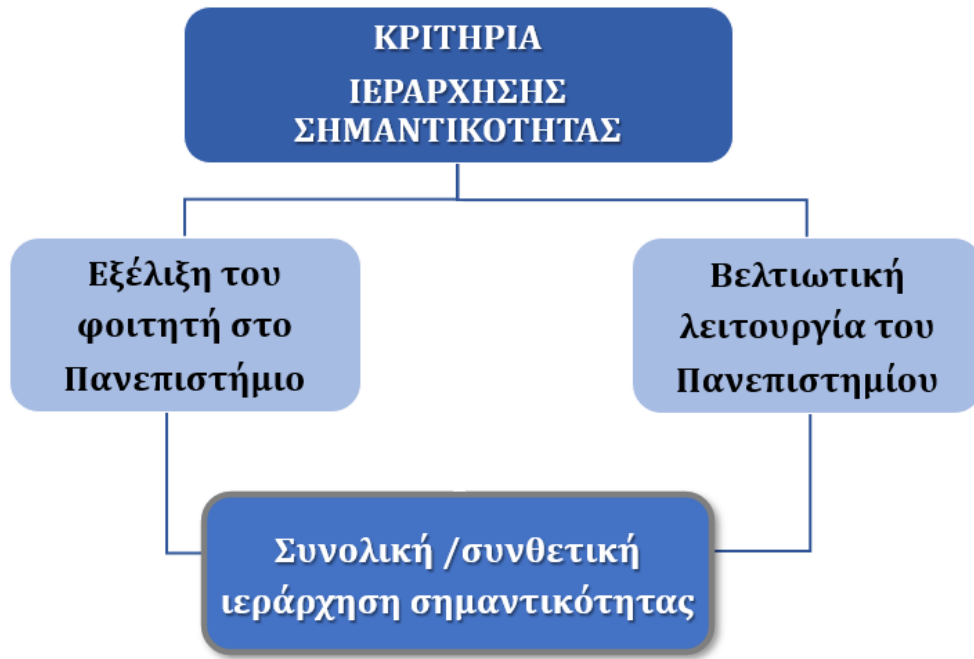 ΚΡΙΤΗΡΙΑ
ΙΕΡΑΡΧΗΣΗΣ
ΣΗΜΑΝΤΙΚΟΤΗΤΑΣ
Εξέλιξη του
φοιτητή στο
Πανεπιστήμιο
Βελτιωτική
λειτουργία του
Πανεπιστημίου
Συνολική /συνθετική
ιεράρχηση σημαντικότητας